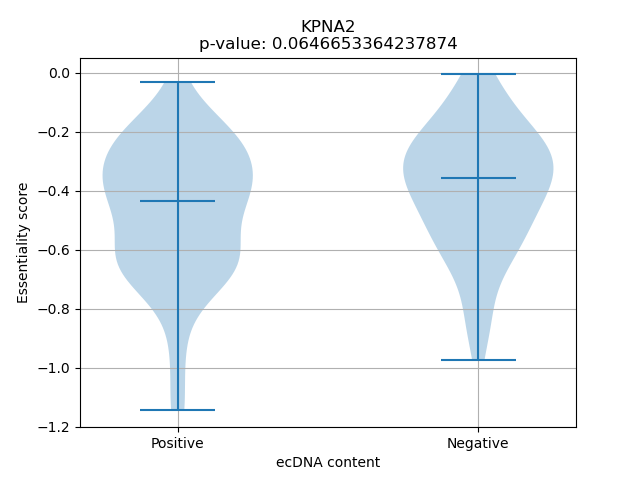 KPNA2
p-value: 0.0646653364237874
0.0
−0.2
−0.4
−0.6
−0.8
−1.0
−1.2
Essentiality score
Positive
Negative
ecDNA content